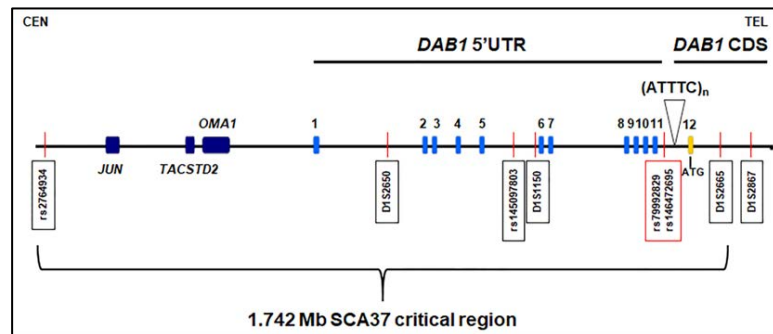 CEN
TEL
DAB1 5'UTR
DAB1 CDS
(ATTTC)n
OMA1
1
2 3
4
5
6 7
8 9 10 11
12
JUN
TACSTD2
ATG
rs2764934
D1S2650
rs145097803
D1S1150
rs79992829
rs146472695
D1S2665
D1S2867
1.742 Mb SCA37 critical region